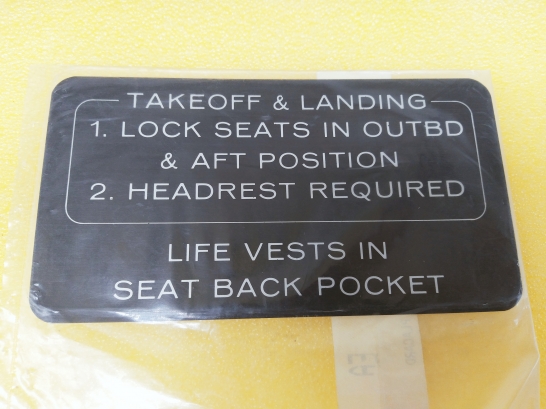 TAKEOFF & LANDING
1. LOCK SEATS IN OUTBD
& AFT POSITION
2. HEADREST REQUIRED
LIFE VESTS IN
SEAT BACK POCKET